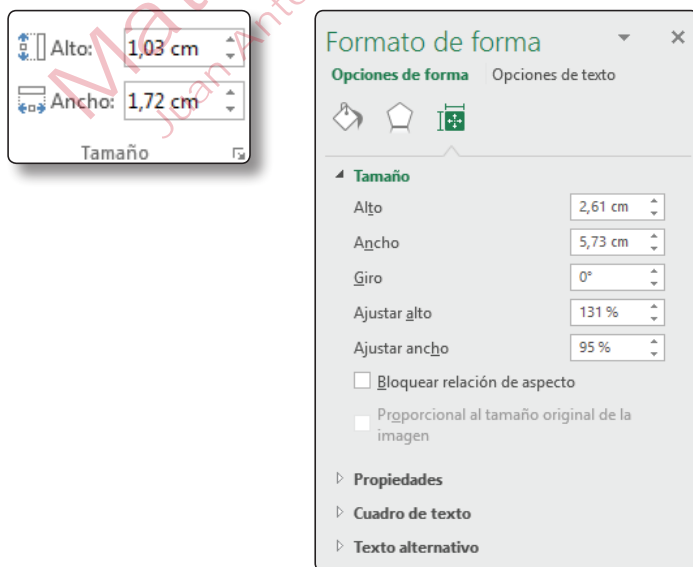 Alto: 1,03 cm
Ancho: 1,72 cm
Tamaño
Formato de forma
Opciones de forma Opciones de texto
Tamaño
Alto 2,61 cm
Ancho 5,73 cm
Giro 0°
Ajustar alto 131 %
Ajustar ancho 95 %
Bloquear relación de aspecto
Proporcional al tamaño original de la
imagen
Propiedades
Cuadro de texto
Texto alternativo
Juan